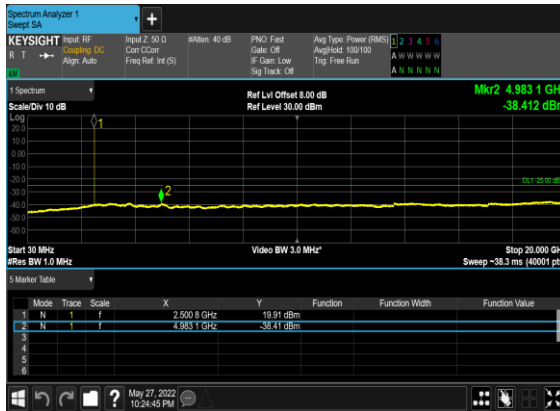 Spectrum Analyzer 1
Swept SA
+
KEYSIGHT Input: RF Input Z: 50 Ω #Atten: 40 dB PNO: Fast Avg Type: Power (RMS) 1 2 3 4 5 6
R T Coupling: DC Corr CCorr Gate: Off Avg|Hold: 100/100 A W W W W W
Align: Auto Freq Ref: Int (S) IF Gain: Low Trig: Free Run
Sig Track: Off A N N N N N
1 Spectrum Ref Lvl Offset 8.00 dB Mkr2 4.983 1 GH
Scale/Div 10 dB Ref Level 30.00 dBm -38.412 dBr
Log
20.0
10.0
0.00
-10.0
-20.0
-30.0
-40.0
-50.0
-60.0
1
2
DL1 -25.00 dB
Start 30 MHz Video BW 3.0 MHz* Stop 20.000 GH
#Res BW 1.0 MHz Sweep ~38.3 ms (40001 pt
5 Marker Table
Mode Trace Scale X Y Function Function Width Function Value
1 N 1 f 2.500 8 GHz 19.91 dBm
2 N 1 f 4.983 1 GHz -38.41 dBm
3
4
5
6
? May 27, 2022
10:24:45 PM